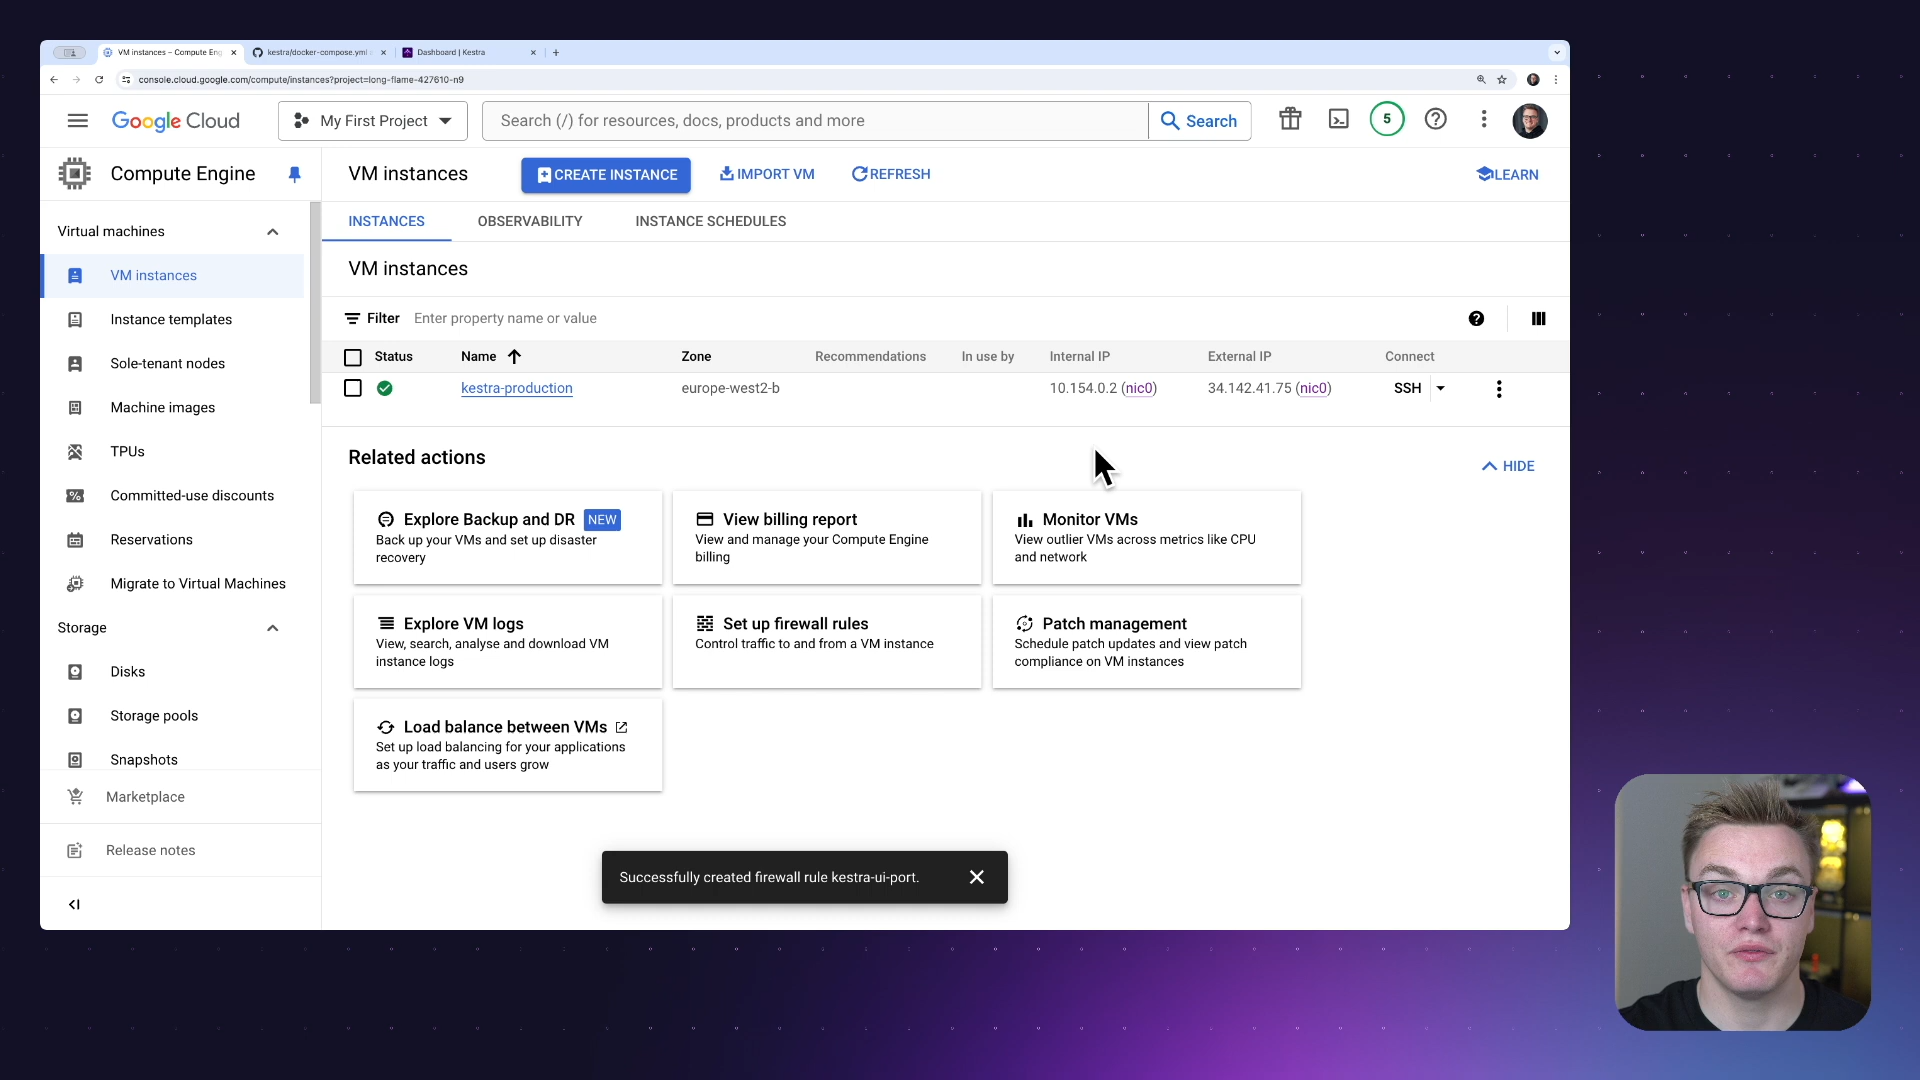 VM instances – Compute Eng
kestra/docker-compose.yml
Dashboard | Kestra
console.cloud.google.com/compute/instances?project=long-flame-427610-n9
Google Cloud
My First Project
Search (/) for resources, docs, products and more
Search
5
Compute Engine
VM instances
CREATE INSTANCE
IMPORT VM
REFRESH
LEARN
INSTANCES
OBSERVABILITY
INSTANCE SCHEDULES
Virtual machines
VM instances
Instance templates
Sole-tenant nodes
Machine images
TPUs
Committed-use discounts
Reservations
Migrate to Virtual Machines
Storage
Disks
Storage pools
Snapshots
Marketplace
Release notes
VM instances
Filter Enter property name or value
Status Name Zone Recommendations In use by Internal IP External IP Connect
kestra-production europe-west2-b 10.154.0.2 (nic0) 34.142.41.75 (nic0) SSH
Related actions
HIDE
Explore Backup and DR NEW
Back up your VMs and set up disaster
recovery
View billing report
View and manage your Compute Engine
billing
Monitor VMs
View outlier VMs across metrics like CPU
and network
Explore VM logs
View, search, analyse and download VM
instance logs
Set up firewall rules
Control traffic to and from a VM instance
Patch management
Schedule patch updates and view patch
compliance on VM instances
Load balance between VMs
Set up load balancing for your applications
as your traffic and users grow
Successfully created firewall rule kestra-ui-port.